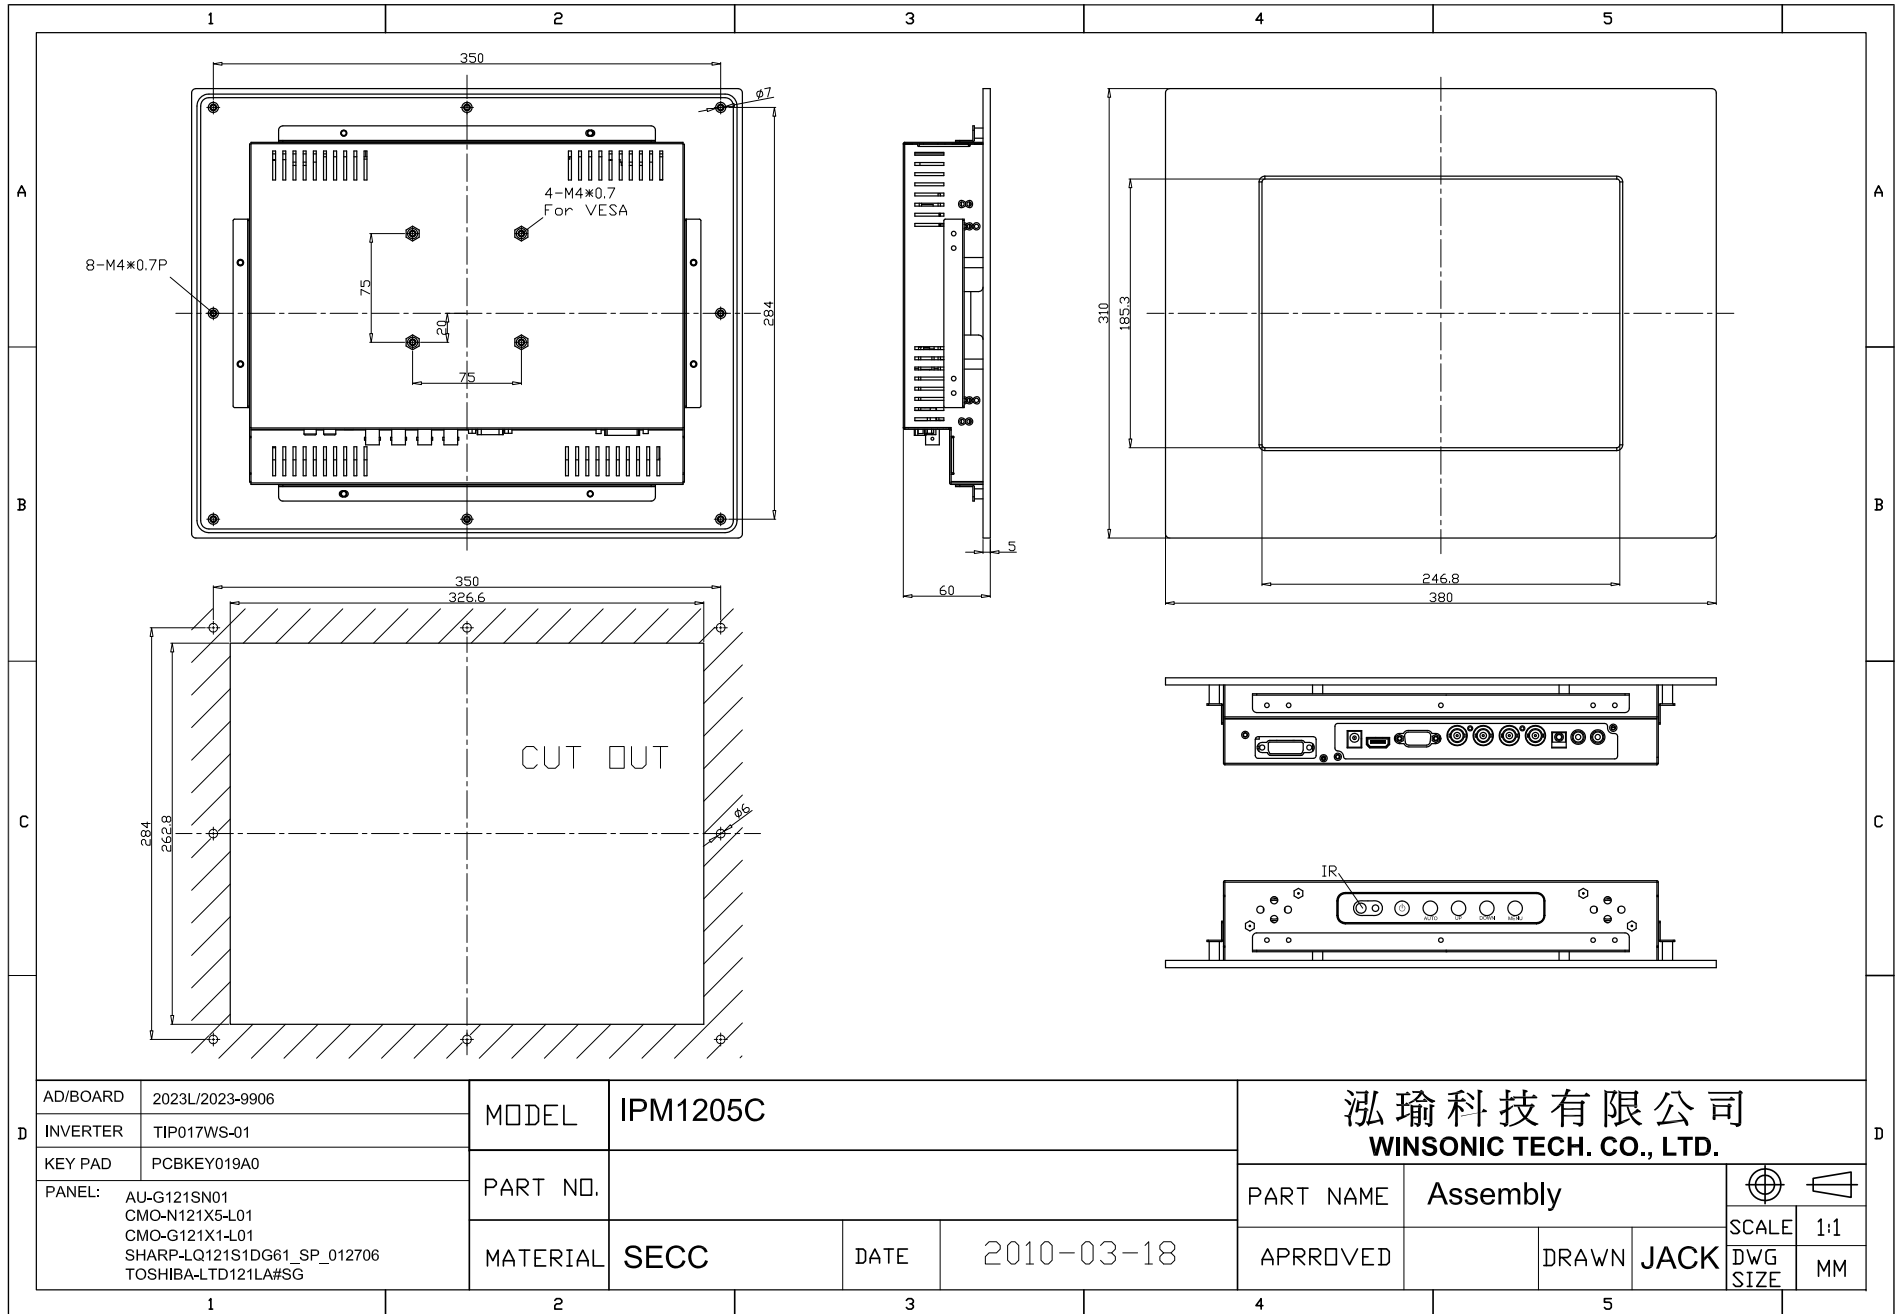 1 2 3 4 5
A A
B B
C C
D D
350
ø7
4-M4*0.7
For VESA
8-M4*0.7P
75
20
75
284
5
60
310
185.3
246.8
380
350
326.6
284
262.8
CUT OUT
ø6
IR
AUTO UP DOWN MENU
AD/BOARD 2023L/2023-9906
INVERTER TIP017WS-01
KEY PAD PCBKEY019A0
PANEL: AU-G121SN01
CMO-N121X5-L01
CMO-G121X1-L01
SHARP-LQ121S1DG61_SP_012706
TOSHIBA-LTD121LA#SG
MODEL IPM1205C
PART NO.
MATERIAL SECC DATE 2010-03-18
泓瑜科技有限公司
WINSONIC TECH. CO., LTD.
PART NAME Assembly
APRROVED DRAWN JACK
SCALE 1:1
DWG
SIZE MM
1 2 3 4 5